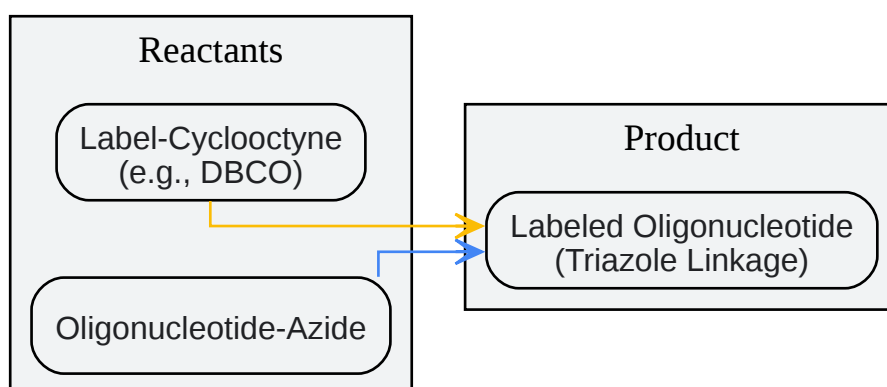 Reactants
Label-Cyclooctyne
(e.g., DBCO)
Oligonucleotide-Azide
Product
Labeled Oligonucleotide
(Triazole Linkage)